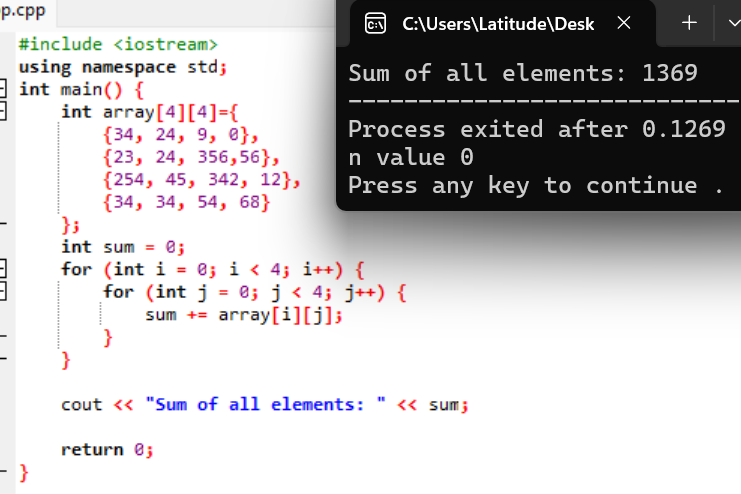 p.cpp
#include <iostream>
using namespace std;
int main() {
int array[4][4]={
{34, 24, 9, 0},
{23, 24, 356,56},
{254, 45, 342, 12},
{34, 34, 54, 68}
};
int sum = 0;
for (int i = 0; i < 4; i++) {
for (int j = 0; j < 4; j++) {
sum += array[i][j];
}
}
cout << "Sum of all elements: " << sum;
return 0;
}
C:\Users\Latitude\Desk
Sum of all elements: 1369
----------------------------
Process exited after 0.1269
n value 0
Press any key to continue .